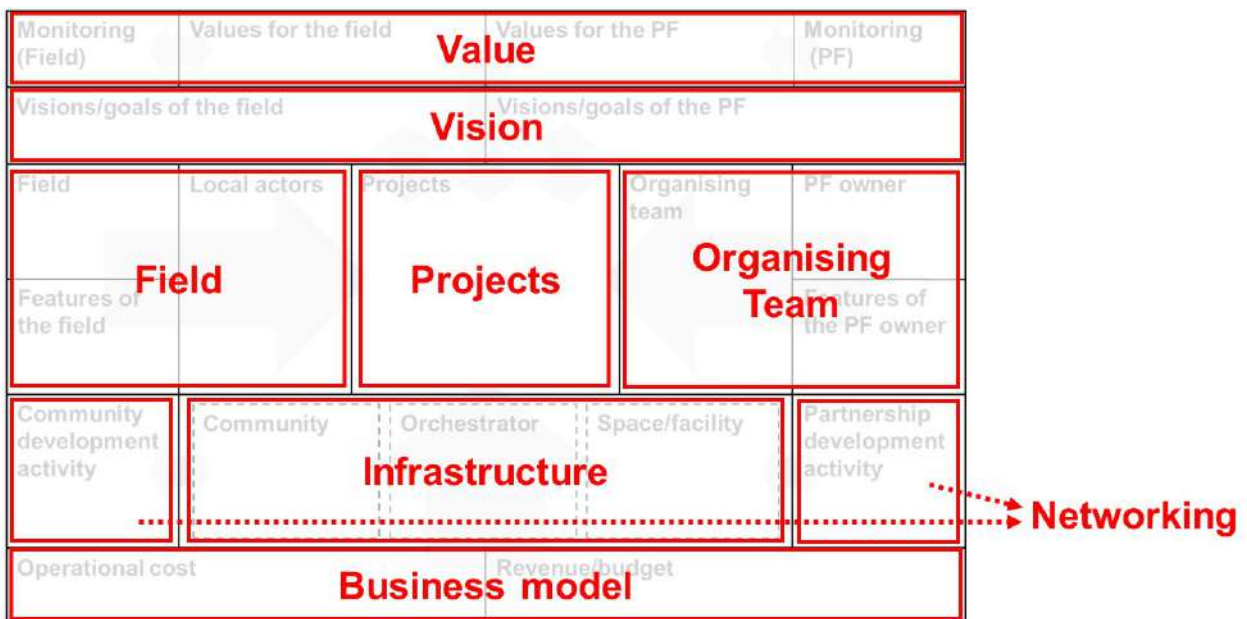 Monitoring (Field)
Values for the field
Values for the PF
Monitoring (PF)
Value
Visions/goals of the field
Visions/goals of the PF
Vision
Field
Local actors
Projects
Organising team
PF owner
Field
Projects
Organising
Team
Features of
the field
Features of
the PF owner
Community
development
activity
Community
Orchestrator
Space/facility
Partnership
development
activity
Infrastructure
Networking
Operational cost
Revenue/budget
Business model